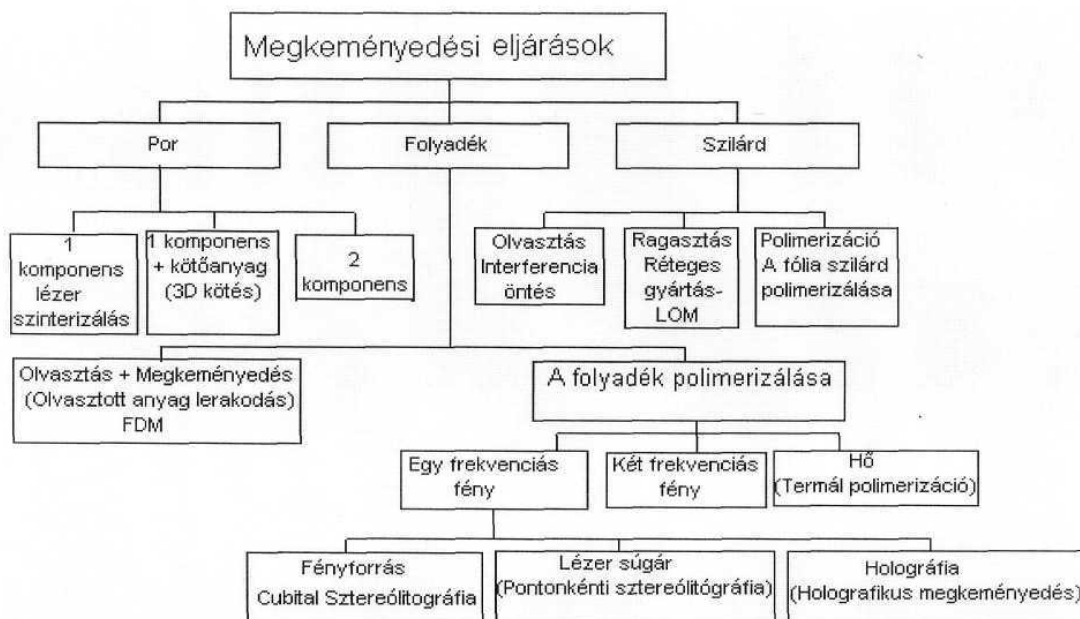 Megkeményedési eljárások
Por
Folyadék
Szilárd
1
komponens
lézer
szinterizálás
1 komponens
+ kötőanyag
(3D kötés)
2
komponens
Olvasztás
Interferencia
öntés
Ragasztás
Réteges
gyártás-
LOM
Polimerizáció
A fólia szilárd
polimerizálása
Olvasztás + Megkeményedés
(Olvasztott anyag lerakodás)
FDM
A folyadék polimerizálása
Egy frekvenciás
fény
Két frekvenciás
fény
Hő
(Termál polimerizáció)
Fényforrás
Cubital Sztereólitográfia
Lézer súgár
(Pontonkénti sztereólitógráfia)
Holográfia
(Holografikus megkeményedés)